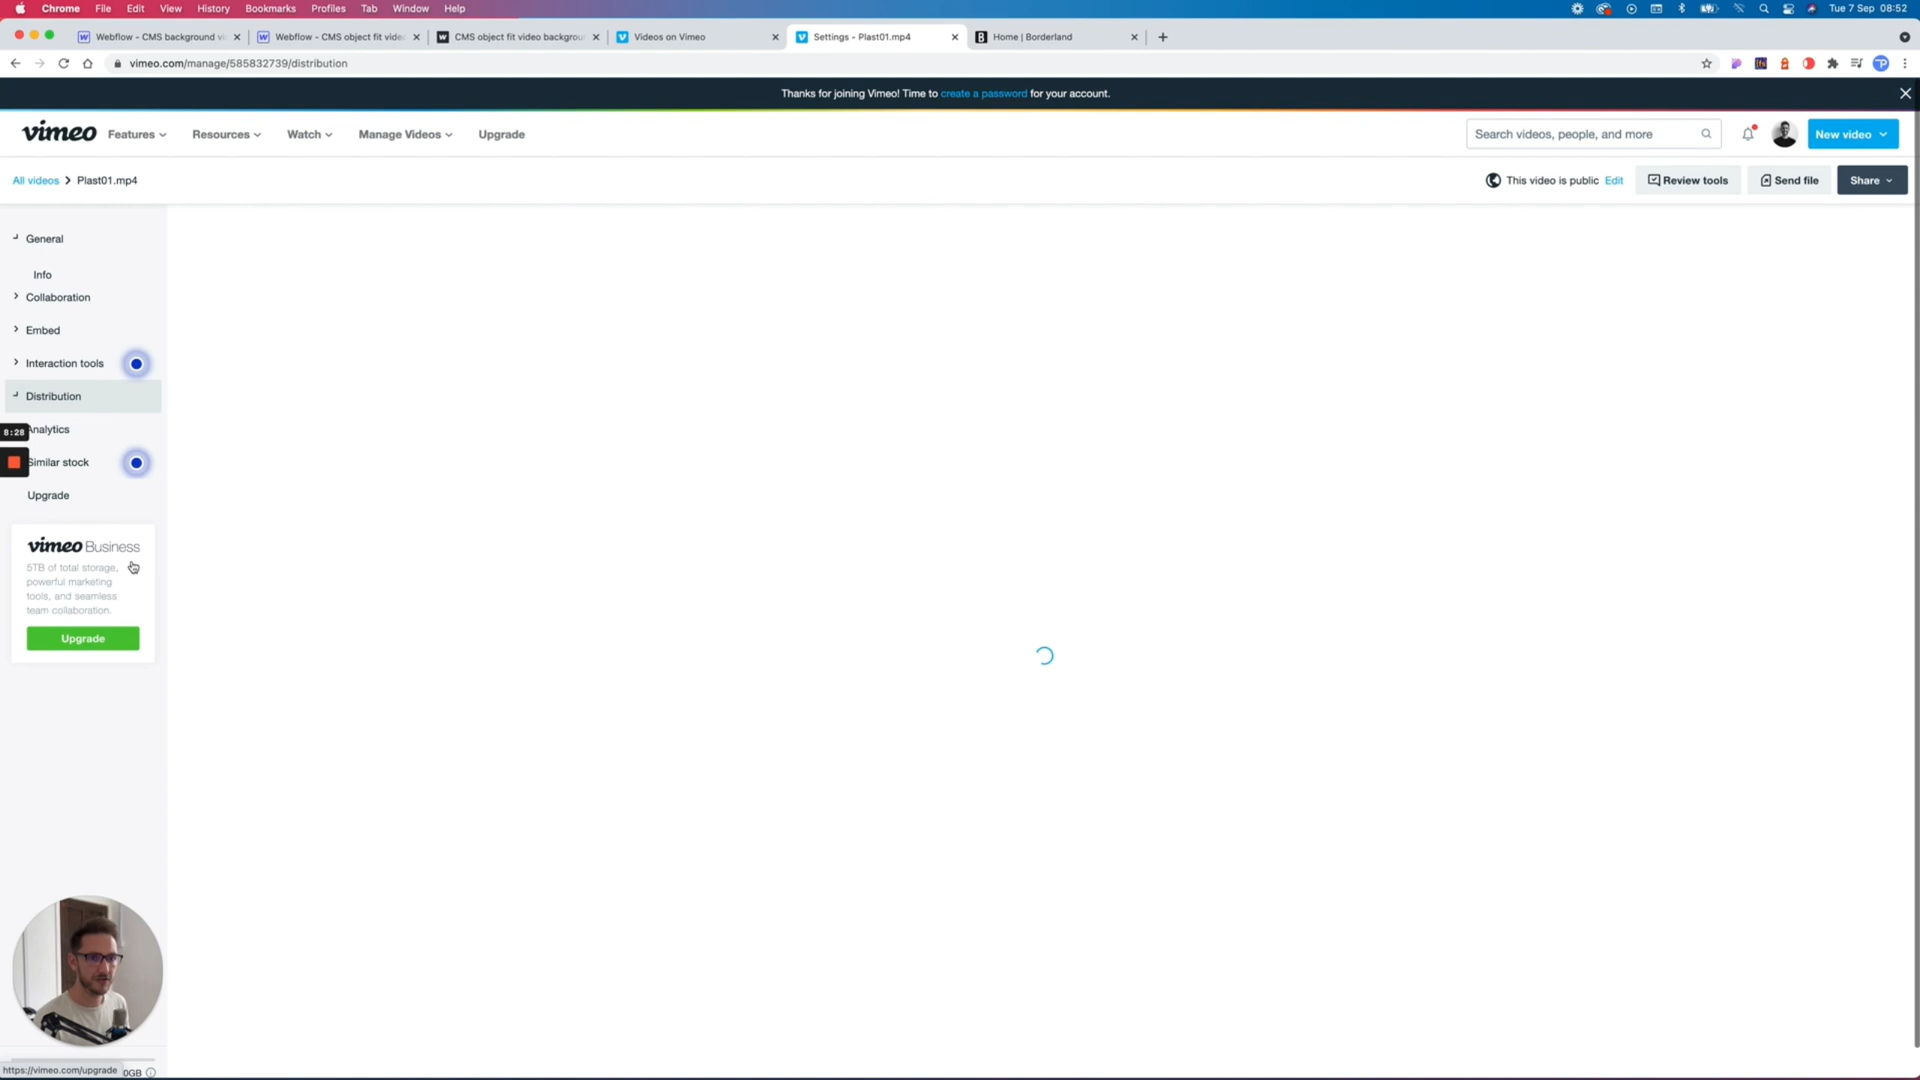 Chrome File Edit View History Bookmarks Profiles Tab Window Help Tue 7 Sep 08:52
Webflow - CMS background vi
Webflow - CMS object fit video
CMS object fit video backgrou
Videos on Vimeo
Settings - Plast01.mp4
Home | Borderland
vimeo.com/manage/585832739/distribution
Thanks for joining Vimeo! Time to create a password for your account.
vimeo Features Resources Watch Manage Videos Upgrade Search videos, people, and more New video
All videos > Plast01.mp4 This video is public Edit Review tools Send file Share
General
Info
Collaboration
Embed
Interaction tools
Distribution
8:28
Analytics
Similar stock
Upgrade
vimeo Business
5TB of total storage,
powerful marketing
tools, and seamless
team collaboration.
Upgrade
https://vimeo.com/upgrade 0GB